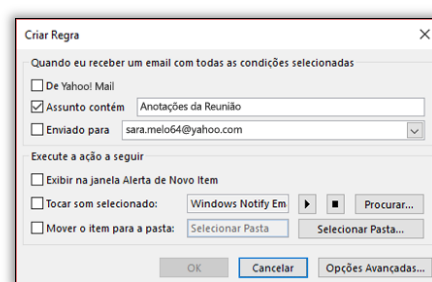 Criar Regra
Quando eu receber um email com todas as condições selecionadas
De Yahoo! Mail
Assunto contém Anotações da Reunião
Enviado para sara.melo64@yahoo.com
Execute a ação a seguir
Exibir na janela Alerta de Novo Item
Tocar som selecionado: Windows Notify Em Procurar...
Mover o item para a pasta: Selecionar Pasta Selecionar Pasta...
OK Cancelar Opções Avançadas...